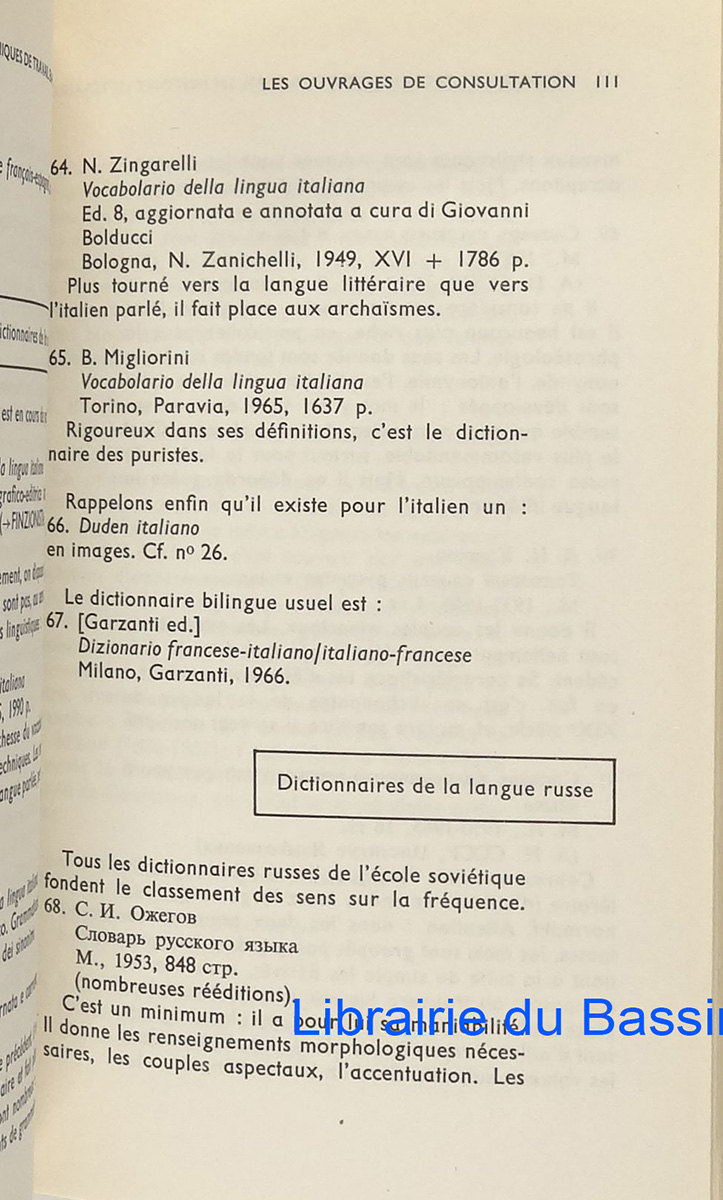 LES OUVRAGES DE CONSULTATION 111
64. N. Zingarelli
Vocabolario della lingua italiana
Ed. 8, aggiornata e annotata a cura di Giovanni
Bolducci
Bologna, N. Zanichelli, 1949, XVI + 1786 p.
Plus tourné vers la langue littéraire que vers
l'italien parlé, il fait place aux archaïsmes.
65. B. Migliorini
Vocabolario della lingua italiana
Torino, Paravia, 1965, 1637 p.
Rigoureux dans ses définitions, c'est le diction-
naire des puristes.
Rappelons enfin qu'il existe pour l'italien un :
66. Duden italiano
en images. Cf. nº 26.
Le dictionnaire bilingue usuel est :
67. [Garzanti ed.]
Dizionario francese-italiano/italiano-francese
Milano, Garzanti, 1966.
Dictionnaires de la langue russe
Tous les dictionnaires russes de l'école soviétique
fondent le classement des sens sur la fréquence.
68. С. И. Ожегов
Словарь русского языка
М., 1953, 848 стр.
(nombreuses rééditions).
C'est un minimum : il a pour lui sa maniabilité.
Il donne les renseignements morphologiques néces-
saires, les couples aspectaux, l'accentuation. Les
Librairie du Bassin